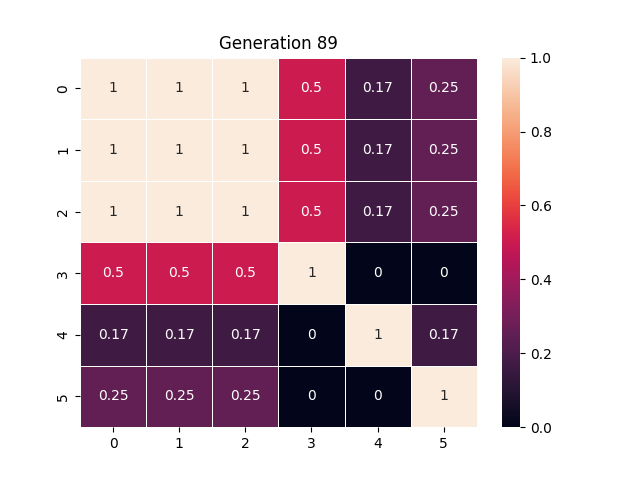 Generation 89
0 1 1 1 0.5 0.17 0.25
1 1 1 1 0.5 0.17 0.25
2 1 1 1 0.5 0.17 0.25
3 0.5 0.5 0.5 1 0 0
4 0.17 0.17 0.17 0 1 0.17
5 0.25 0.25 0.25 0 0 1
0 1 2 3 4 5
1.0
0.8
0.6
0.4
0.2
0.0